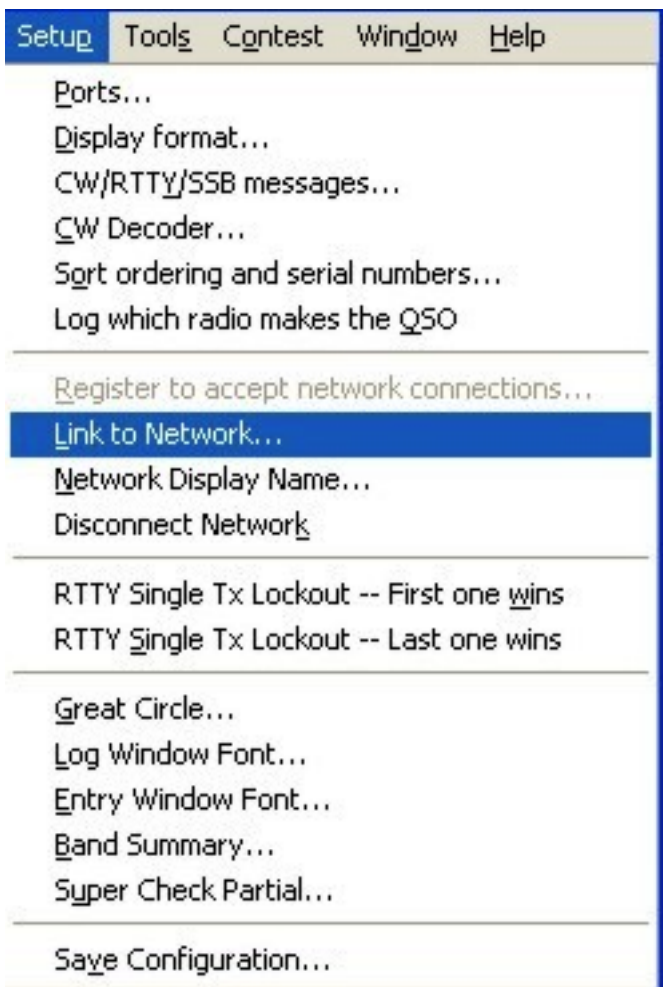 Setup Tools Contest Window Help
Ports...
Display format...
CW/RTTY/SSB messages...
CW Decoder...
Sort ordering and serial numbers...
Log which radio makes the QSO
Register to accept network connections...
Link to Network...
Network Display Name...
Disconnect Network
RTTY Single Tx Lockout -- First one wins
RTTY Single Tx Lockout -- Last one wins
Great Circle...
Log Window Font...
Entry Window Font...
Band Summary...
Super Check Partial...
Save Configuration...